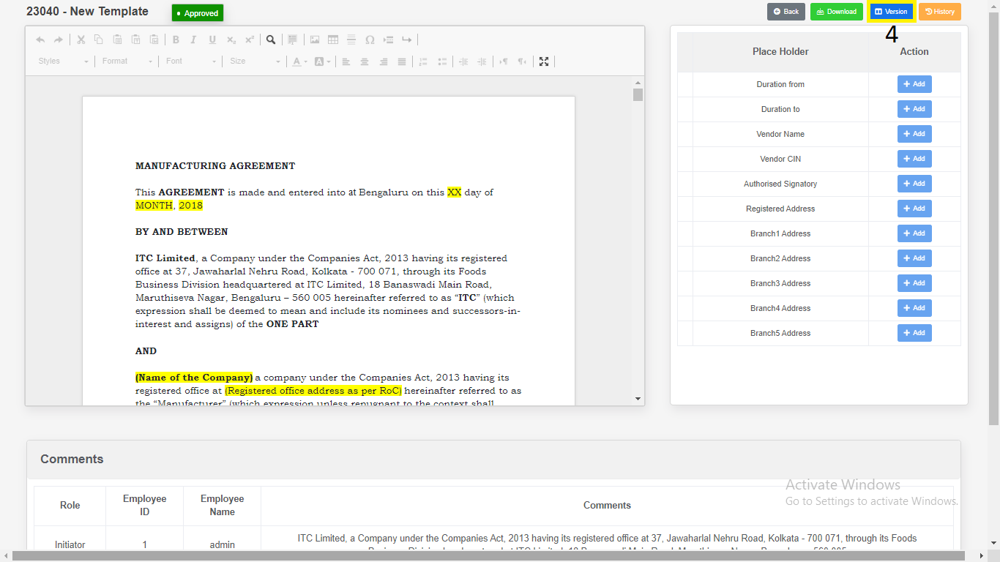 23040 - New Template
Approved
Back
Download
Version
History
4
Styles
Format
Font
Size
MANUFACTURING AGREEMENT
This AGREEMENT is made and entered into at Bengaluru on this XX day of
MONTH, 2018
BY AND BETWEEN
ITC Limited, a Company under the Companies Act, 2013 having its registered
office at 37, Jawaharlal Nehru Road, Kolkata - 700 071, through its Foods
Business Division headquartered at ITC Limited, 18 Banaswadi Main Road,
Maruthiseva Nagar, Bengaluru – 560 005 hereinafter referred to as “ITC” (which
expression shall be deemed to mean and include its nominees and successors-in-
interest and assigns) of the ONE PART
AND
(Name of the Company) a company under the Companies Act, 2013 having its
registered office at (Registered office address as per RoC) hereinafter referred to as
the “Manufacturer” (which expression unless repugnant to the context shall
Place Holder Action
Duration from Add
Duration to Add
Vendor Name Add
Vendor CIN Add
Authorised Signatory Add
Registered Address Add
Branch1 Address Add
Branch2 Address Add
Branch3 Address Add
Branch4 Address Add
Branch5 Address Add
Comments
Role Employee ID Employee Name Comments
Initiator 1 admin ITC Limited, a Company under the Companies Act, 2013 having its registered office at 37, Jawaharlal Nehru Road, Kolkata - 700 071, through its Foods
Activate Windows
Go to Settings to activate Windows.